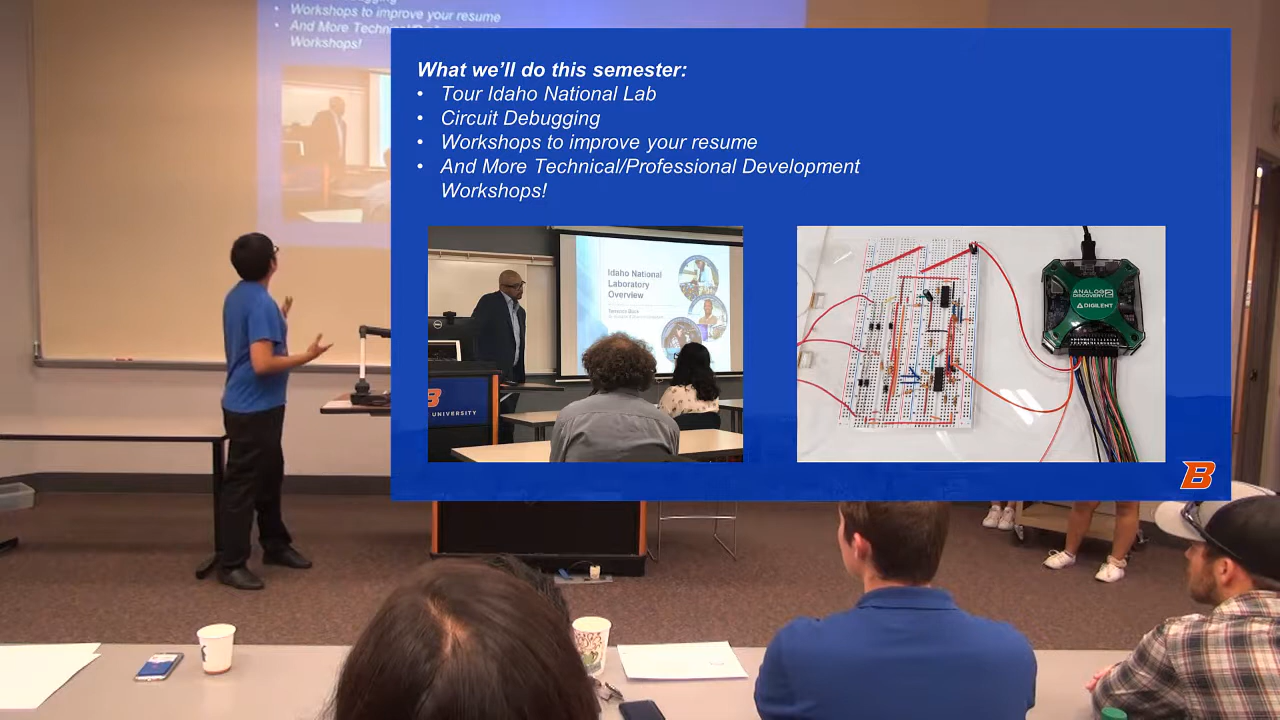 Workshops to improve your resume
And More
Workshops!
What we'll do this semester:
• Tour Idaho National Lab
• Circuit Debugging
• Workshops to improve your resume
• And More Technical/Professional Development
Workshops!
Idaho National
Laboratory
Overview
B
UNIVERSITY
ANALOG
DISCOVERY 2
DIGILENT
B